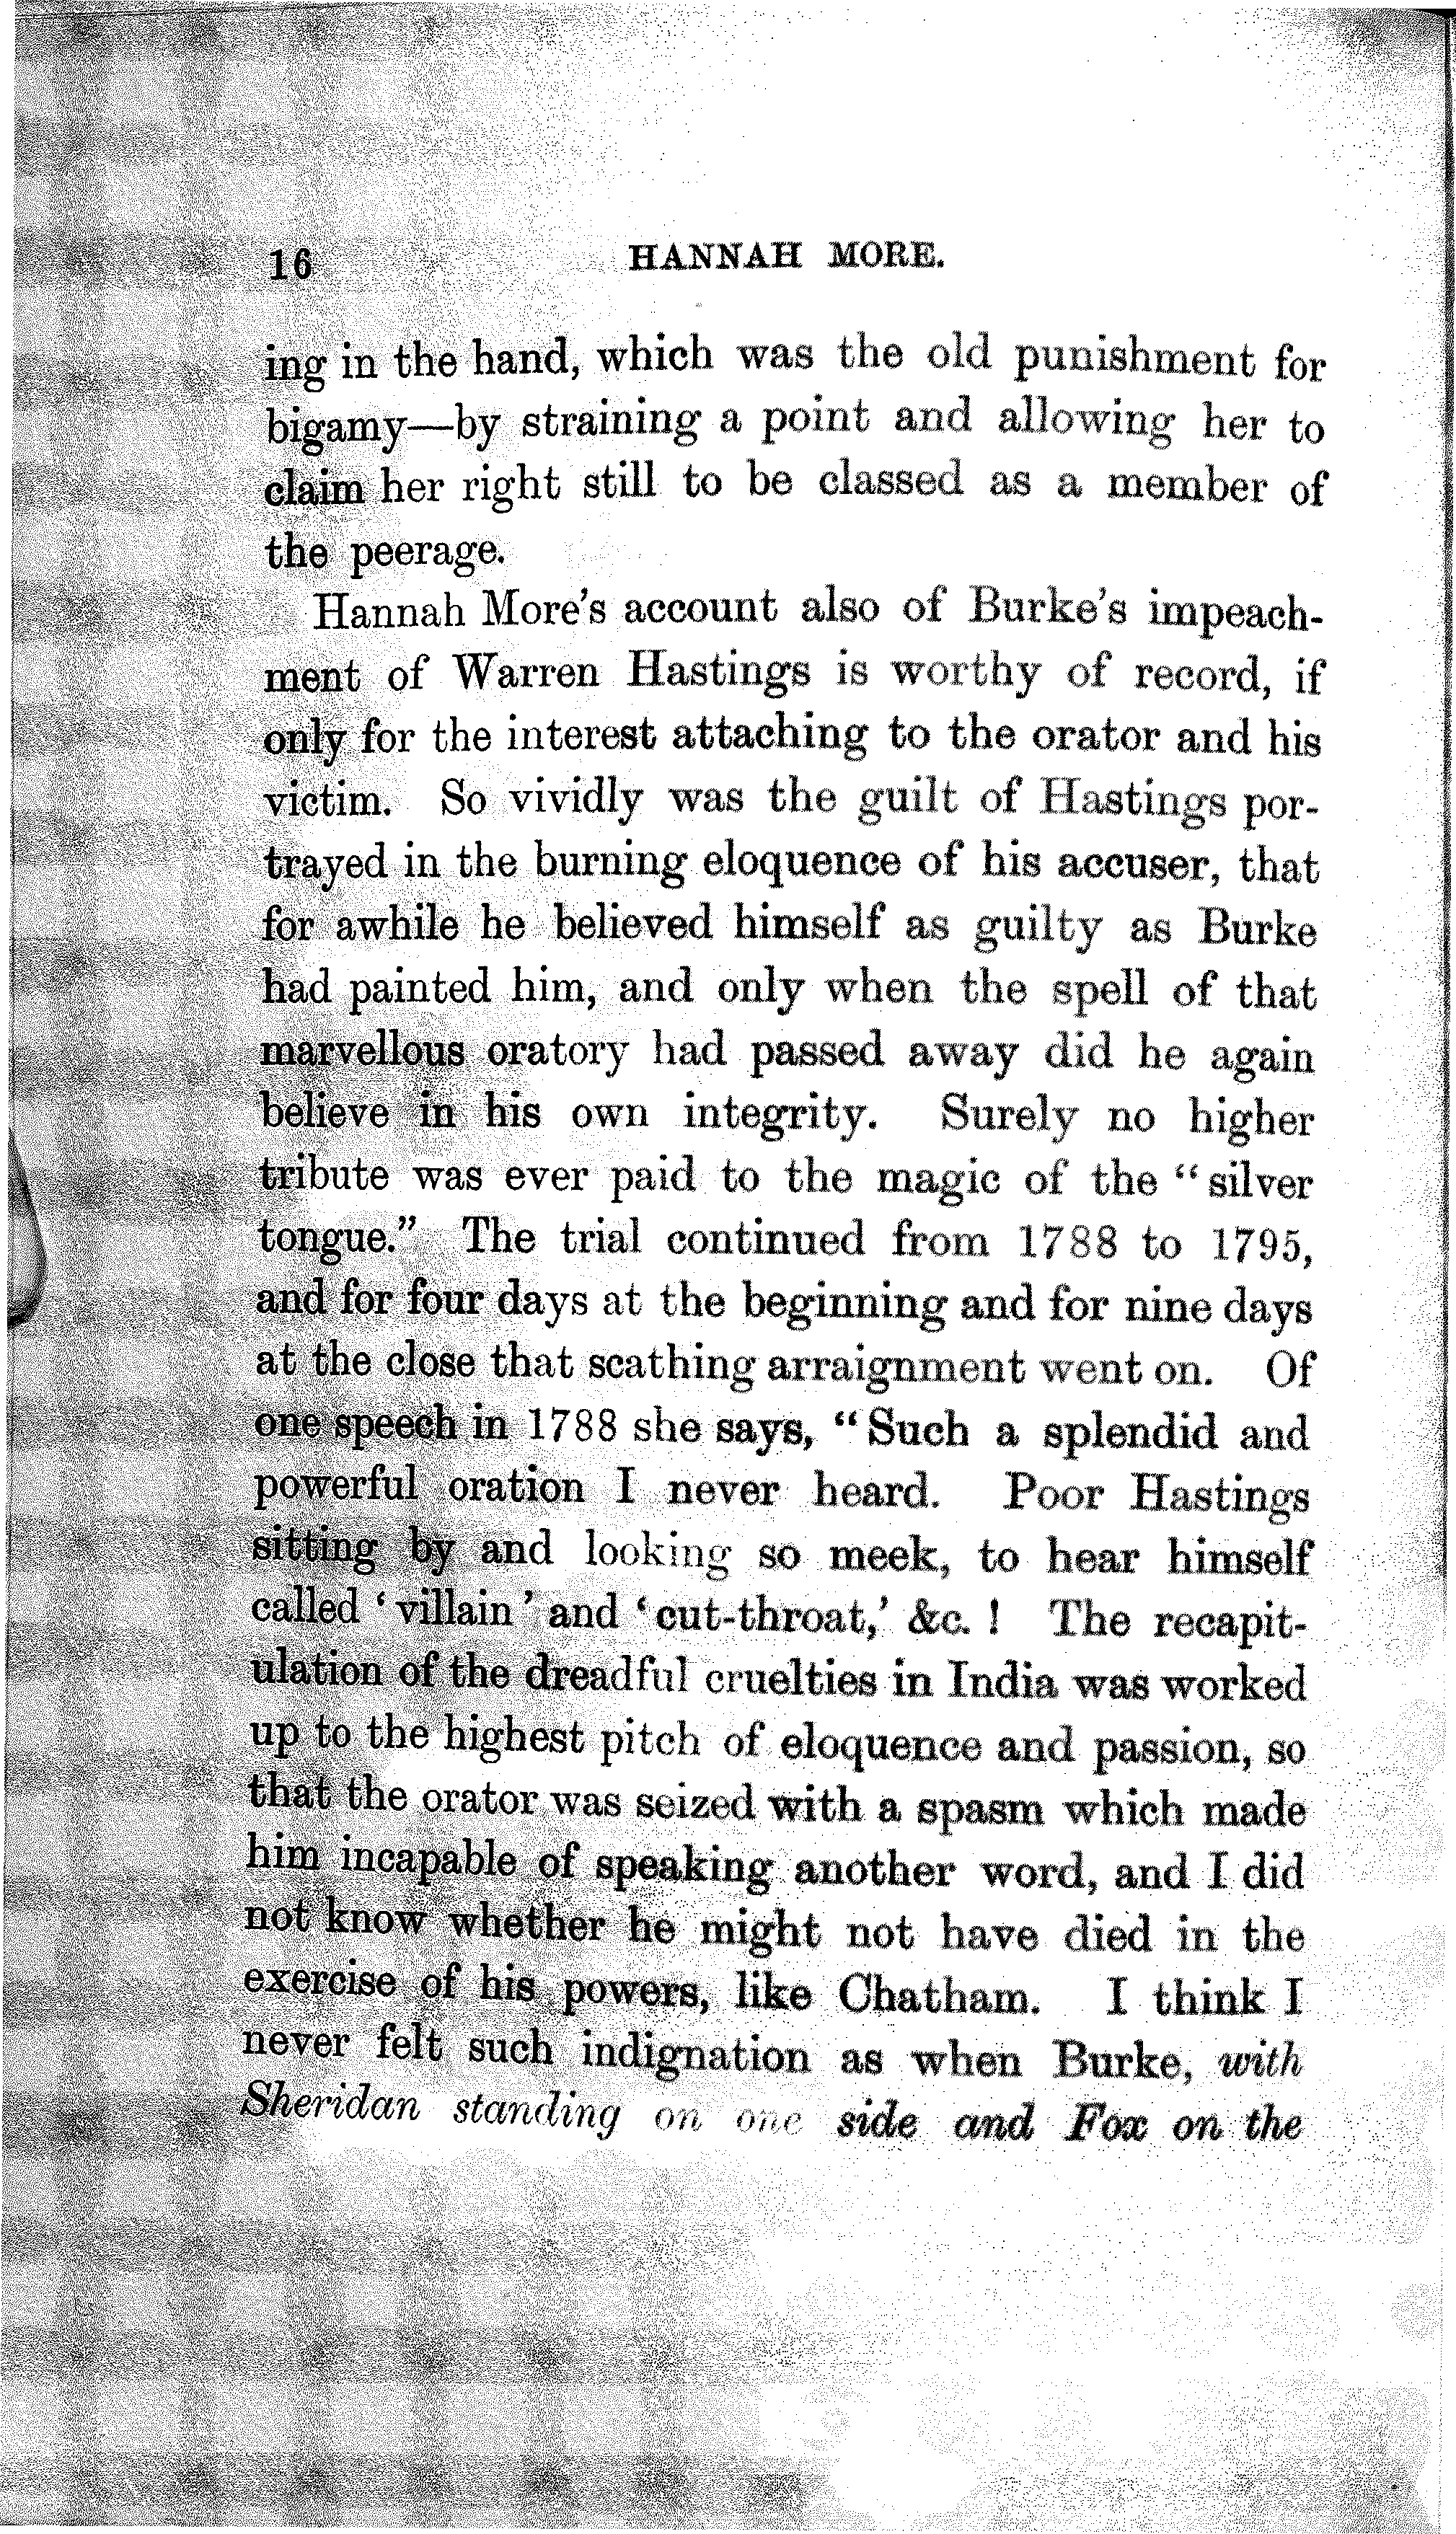 16
HANNAH MORE.
ing in the hand, which was the old punishment for
bigamy—by straining a point and allowing her to
claim her right still to be classed as a member of
the peerage.
Hannah More's account also of Burke's impeach-
ment of Warren Hastings is worthy of record, if
only for the interest attaching to the orator and his
victim. So vividly was the guilt of Hastings por-
trayed in the burning eloquence of his accuser, that
for awhile he believed himself as guilty as Burke
had painted him, and only when the spell of that
marvellous oratory had passed away did he again
believe in his own integrity. Surely no higher
tribute was ever paid to the magic of the “silver
tongue.” The trial continued from 1788 to 1795,
and for four days at the beginning and for nine days
at the close that scathing arraignment went on. Of
one speech in 1788 she says, “Such a splendid and
powerful oration I never heard. Poor Hastings
sitting by and looking so meek, to hear himself
called ‘villain’ and ‘cut-throat,’ &c. ! The recapit-
ulation of the dreadful cruelties in India was worked
up to the highest pitch of eloquence and passion, so
that the orator was seized with a spasm which made
him incapable of speaking another word, and I did
not know whether he might not have died in the
exercise of his powers, like Chatham. I think I
never felt such indignation as when Burke, with
Sheridan standing on one side and Fox on the